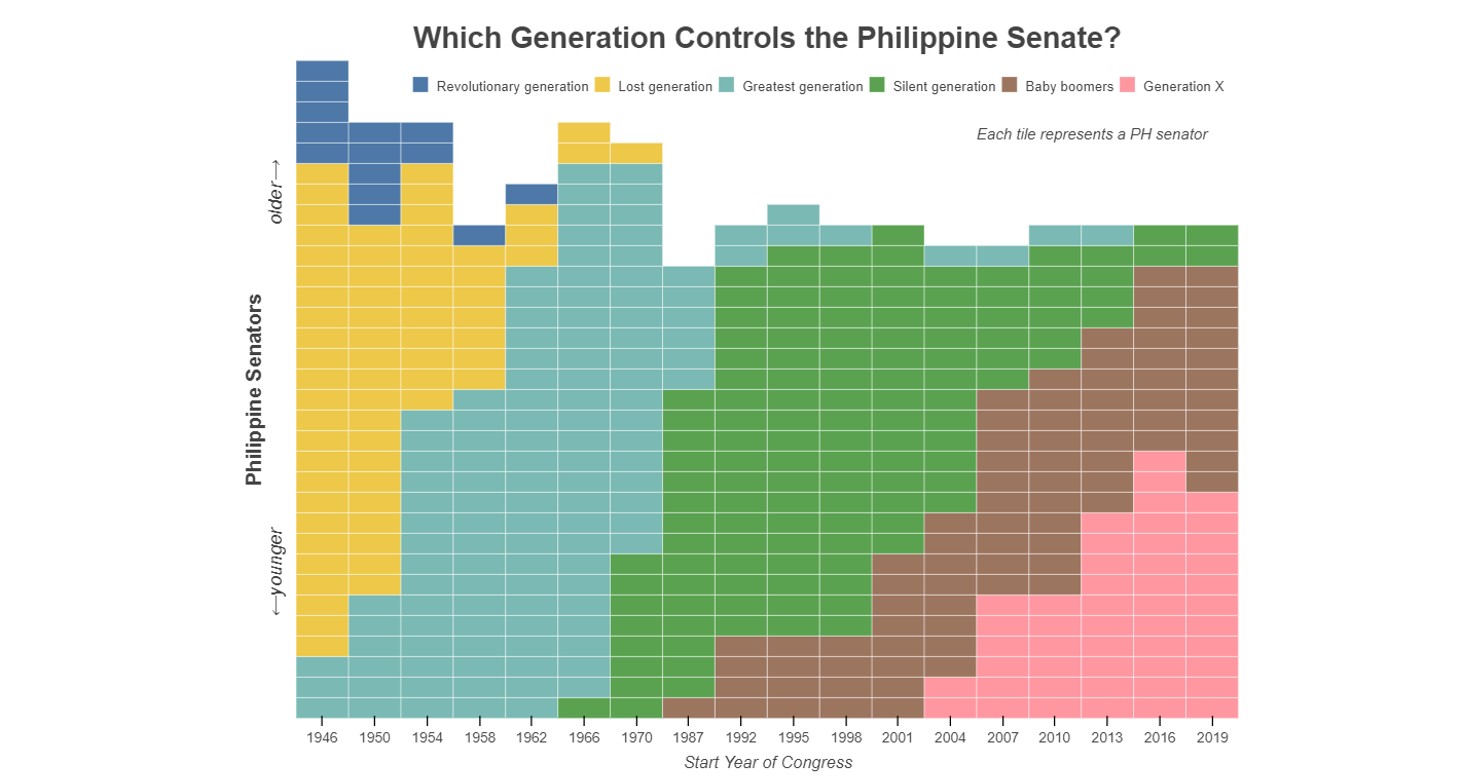 Which Generation Controls the Philippine Senate?
Revolutionary generation Lost generation Greatest generation Silent generation Baby boomers Generation X
Each tile represents a PH senator
older→
Philippine Senators
←younger
1946 1950 1954 1958 1962 1966 1970 1987 1992 1995 1998 2001 2004 2007 2010 2013 2016 2019
Start Year of Congress